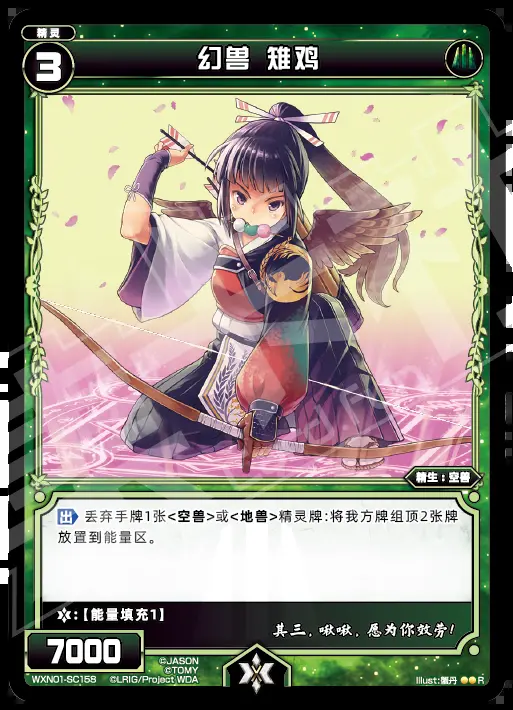 精灵
3
幻兽 雉鸡
精生：空兽
出 丢弃手牌1张<空兽>或<地兽>精灵牌:将我方牌组顶2张牌
放置到能量区。
:【能量填充1】
其三，啾啾，愿为你效劳！
7000
©JASON
©TOMY
WXN01-SC158 ©LRIG/Project WDA
Illust: R